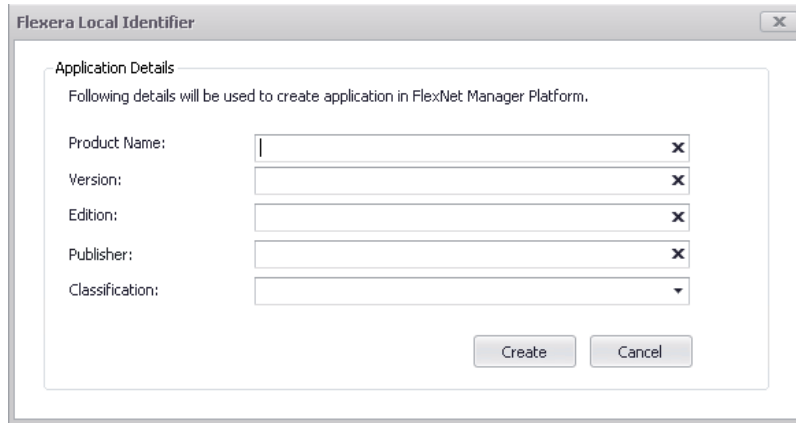 Flexera Local Identifier
Application Details
Following details will be used to create application in FlexNet Manager Platform.
Product Name:
Version:
Edition:
Publisher:
Classification:
Create Cancel